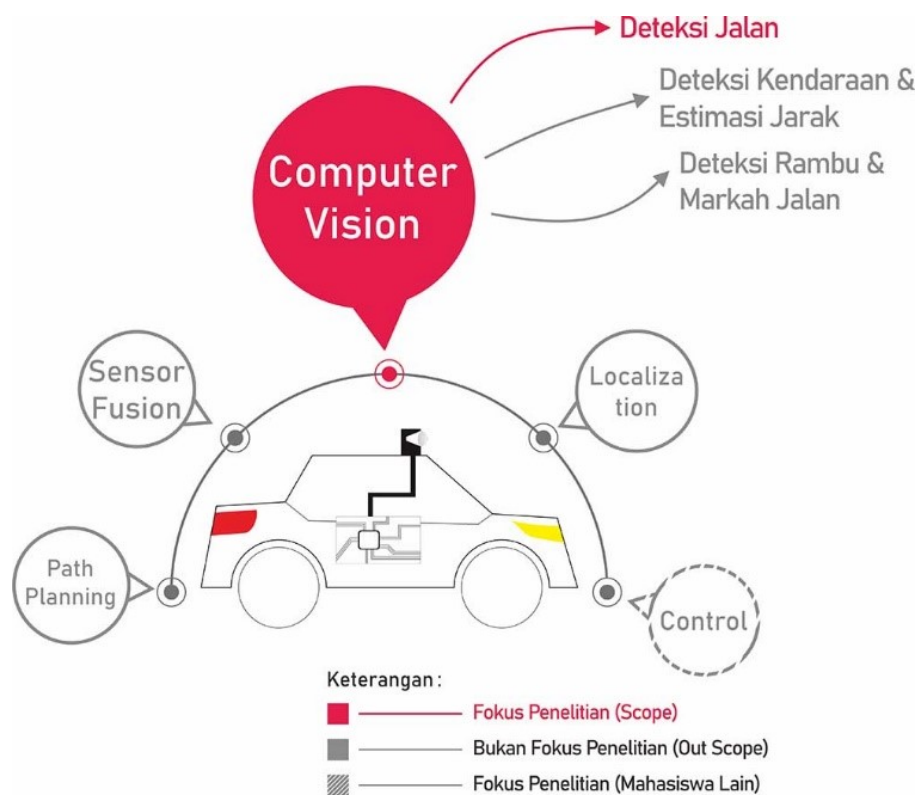 Deteksi Jalan
Deteksi Kendaraan &
Estimasi Jarak
Deteksi Rambu &
Markah Jalan
Computer
Vision
Sensor
Fusion
Localiza
tion
Path
Planning
Control
Keterangan :
Fokus Penelitian (Scope)
Bukan Fokus Penelitian (Out Scope)
Fokus Penelitian (Mahasiswa Lain)